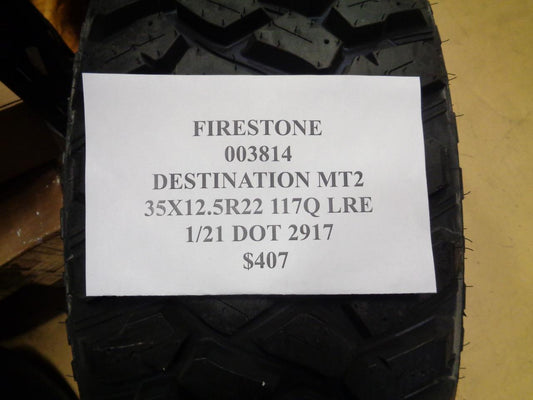 FIRESTONE
003814
DESTINATION MT2
35X12.5R22 117Q LRE
1/21 DOT 2917
$407